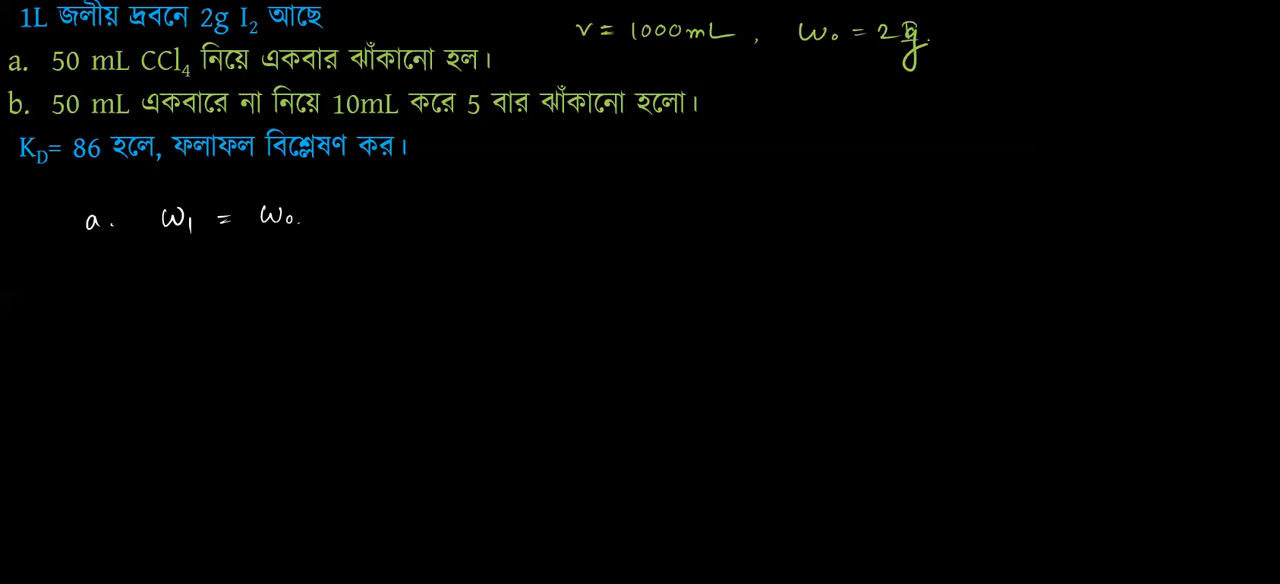 1L জলীয় দ্রবনে 2g I₂ আছে
v = 1000mL , w₀ = 2g.
a. 50 mL CCl₄ নিয়ে একবার ঝাঁকানো হল।
b. 50 mL একবারে না নিয়ে 10mL করে 5 বার ঝাঁকানো হলো।
K_D= 86 হলে, ফলাফল বিশ্লেষণ কর।
a. w₁ = w₀.